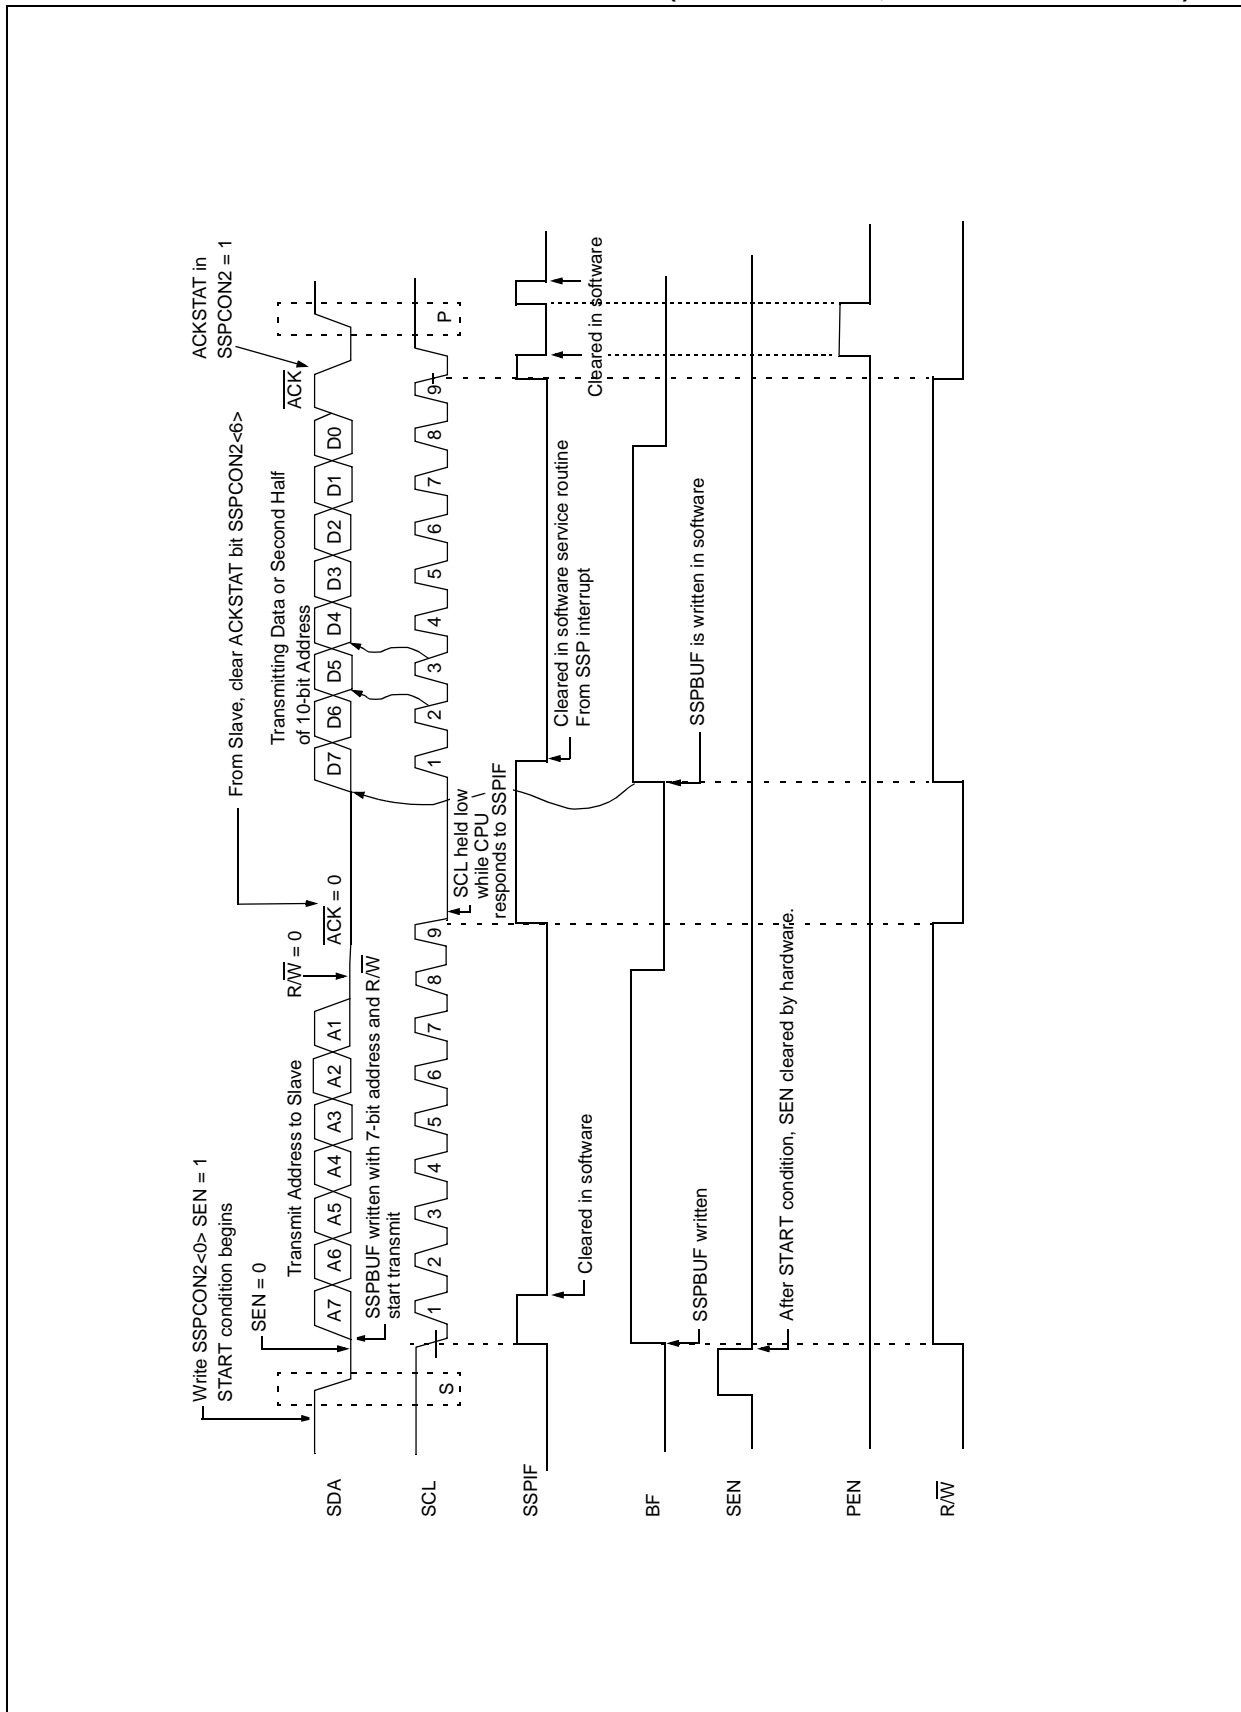 Write SSPCON2<0> SEN = 1
START condition begins
SEN = 0
From Slave, clear ACKSTAT bit SSPCON2<6>
ACKSTAT in
SSPCON2 = 1
Transmit Address to Slave
R/W = 0
ACK = 0
Transmitting Data or Second Half
of 10-bit Address
ACK
SDA
A7 A6 A5 A4 A3 A2 A1
D7 D6 D5 D4 D3 D2 D1 D0
SSPBUF written with 7-bit address and R/W
start transmit
SCL
S
1 2 3 4 5 6 7 8 9
1 2 3 4 5 6 7 8 9
P
SCL held low
while CPU
responds to SSPIF
SSPIF
Cleared in software
Cleared in software service routine
From SSP interrupt
Cleared in software
BF
SSPBUF written
SSPBUF is written in software
SEN
After START condition, SEN cleared by hardware.
PEN
R/W